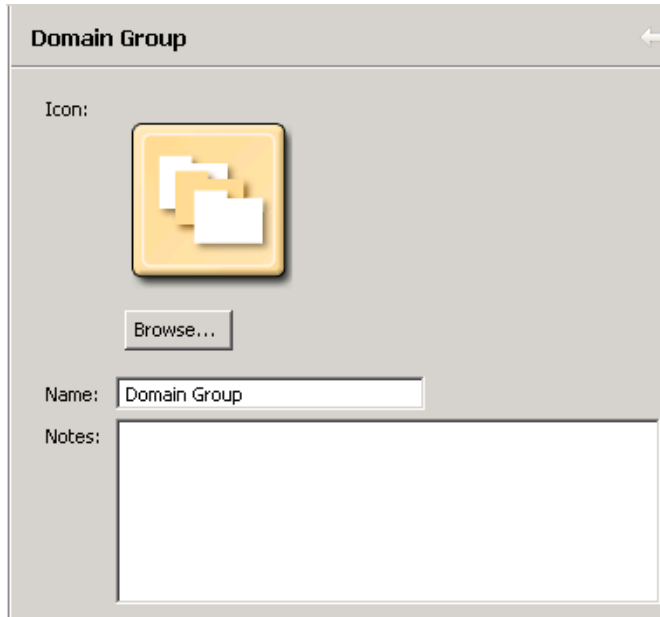 Domain Group
Icon:
Browse...
Name: Domain Group
Notes: